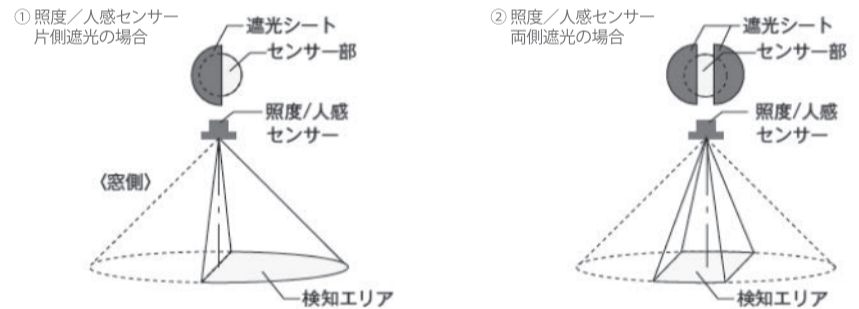 ① 照度／人感センサー
片側遮光の場合
遮光シート
センサー部
照度/人感
センサー
〈窓側〉
検知エリア
② 照度／人感センサー
両側遮光の場合
遮光シート
センサー部
照度/人感
センサー
検知エリア